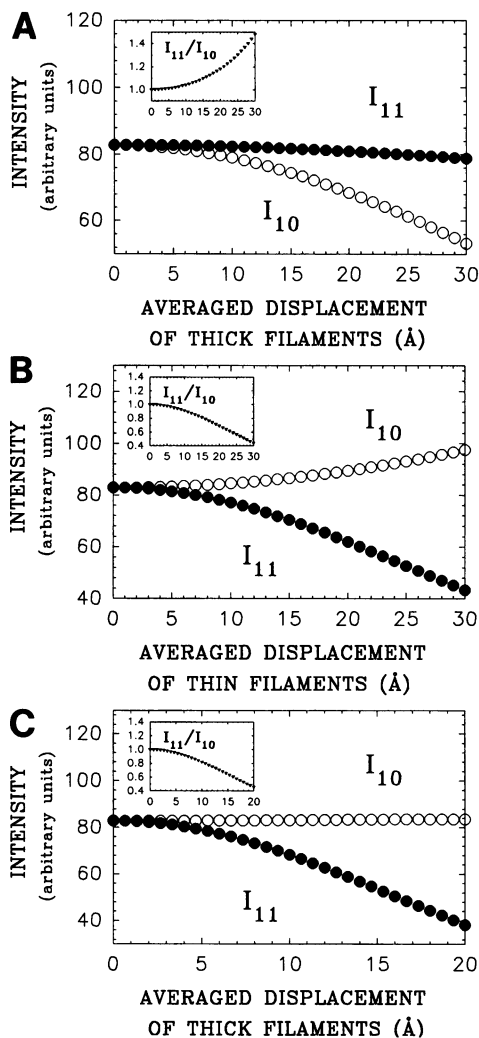 A
INTENSITY
(arbitrary units)
120
100
80
60
I₁₁/I₁₀
1.4
1.2
1.0
0 5 10 15 20 25 30
I₁₁
I₁₀
0 5 10 15 20 25 30
AVERAGED DISPLACEMENT
OF THICK FILAMENTS (Å)
B
INTENSITY
(arbitrary units)
120
100
80
60
40
I₁₁/I₁₀
1.4
1.2
1.0
0.8
0.6
0.4
0 5 10 15 20 25 30
I₁₀
I₁₁
0 5 10 15 20 25 30
AVERAGED DISPLACEMENT
OF THIN FILAMENTS (Å)
C
INTENSITY
(arbitrary units)
120
100
80
60
40
I₁₁/I₁₀
1.4
1.2
1.0
0.8
0.6
0.4
0 5 10 15 20
I₁₀
I₁₁
0 5 10 15 20
AVERAGED DISPLACEMENT
OF THICK FILAMENTS (Å)